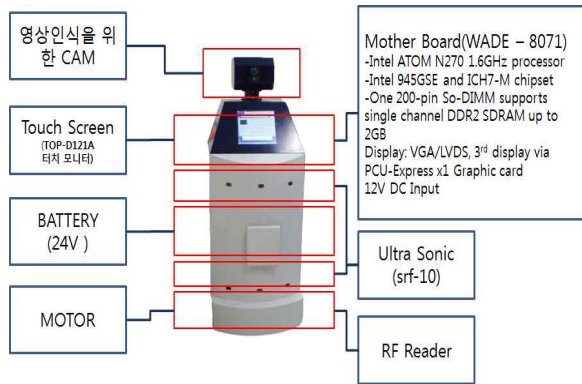 영상인식을 위
한 CAM
Touch Screen
(TOP-D121A
터치 모니터)
BATTERY
(24V )
MOTOR
Mother Board(WADE – 8071)
-Intel ATOM N270 1.6GHz processor
-Intel 945GSE and ICH7-M chipset
-One 200-pin So-DIMM supports
single channel DDR2 SDRAM up to
2GB
Display: VGA/LVDS, 3rd display via
PCU-Express x1 Graphic card
12V DC Input
Ultra Sonic
(srf-10)
RF Reader